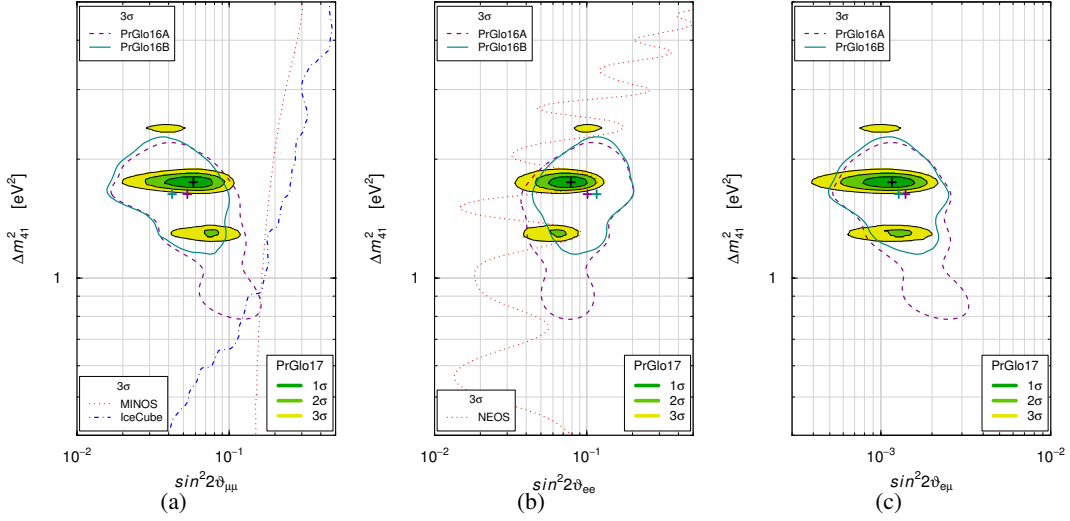 3σ
PrGlo16A
PrGlo16B
Δm²₄₁ [eV²]
1
3σ
MINOS
IceCube
PrGlo17
1σ
2σ
3σ
10⁻² 10⁻¹
sin²2ϑμμ
(a)
3σ
PrGlo16A
PrGlo16B
Δm²₄₁ [eV²]
1
3σ
NEOS
PrGlo17
1σ
2σ
3σ
10⁻² 10⁻¹
sin²2ϑee
(b)
3σ
PrGlo16A
PrGlo16B
Δm²₄₁ [eV²]
1
PrGlo17
1σ
2σ
3σ
10⁻³ 10⁻²
sin²2ϑeμ
(c)